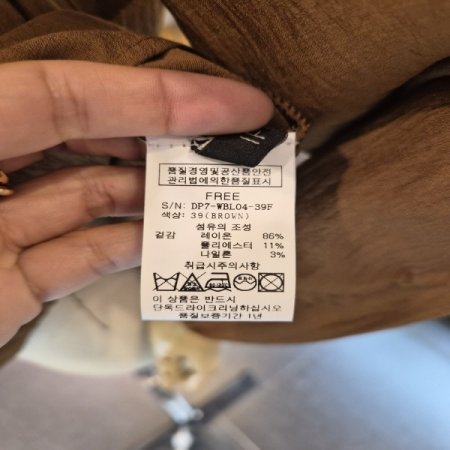 품질경영및공산품안전
관리법에의한품질표시
FREE
S/N: DP7-WBL04-39F
색상: 39(BROWN)
섬유의 조성
겉감 레이온 86%
폴리에스터 11%
나일론 3%
취급시주의사항
이 상품은 반드시
단독드라이크리닝하십시오
품질보증기간 1년